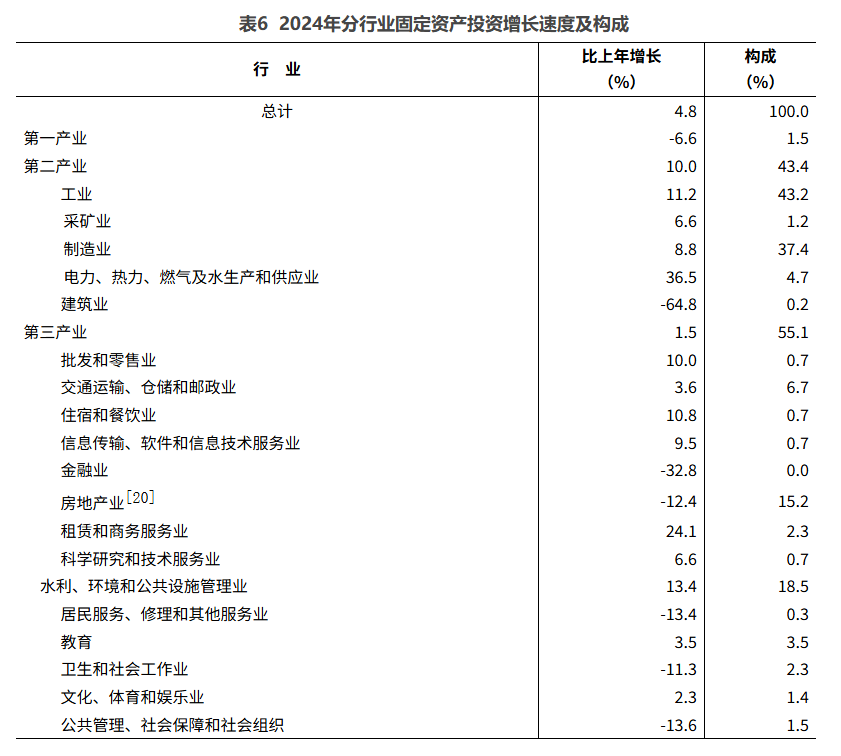 表6 2024年分行业固定资产投资增长速度及构成
行 业 比上年增长 构成
（%） （%）
总计 4.8 100.0
第一产业 -6.6 1.5
第二产业 10.0 43.4
工业 11.2 43.2
采矿业 6.6 1.2
制造业 8.8 37.4
电力、热力、燃气及水生产和供应业 36.5 4.7
建筑业 -64.8 0.2
第三产业 1.5 55.1
批发和零售业 10.0 0.7
交通运输、仓储和邮政业 3.6 6.7
住宿和餐饮业 10.8 0.7
信息传输、软件和信息技术服务业 9.5 0.7
金融业 -32.8 0.0
房地产业[20] -12.4 15.2
租赁和商务服务业 24.1 2.3
科学研究和技术服务业 6.6 0.7
水利、环境和公共设施管理业 13.4 18.5
居民服务、修理和其他服务业 -13.4 0.3
教育 3.5 3.5
卫生和社会工作业 -11.3 2.3
文化、体育和娱乐业 2.3 1.4
公共管理、社会保障和社会组织 -13.6 1.5